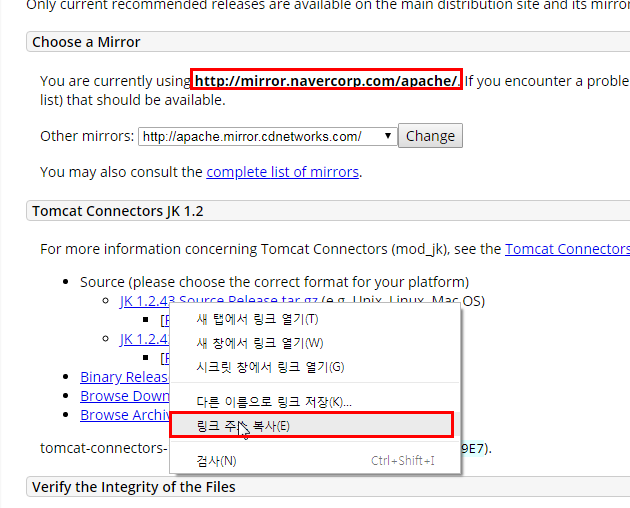 Only current recommended releases are available on the main distribution site and its mirror
Choose a Mirror
You are currently using http://mirror.navercorp.com/apache/. If you encounter a proble
list) that should be available.
Other mirrors: http://apache.mirror.cdnetworks.com/ Change
You may also consult the complete list of mirrors.
Tomcat Connectors JK 1.2
For more information concerning Tomcat Connectors (mod_jk), see the Tomcat Connectors
Source (please choose the correct format for your platform)
JK 1.2.43 Source Release tar.gz (e.g. Unix, Linux, Mac OS)
[
JK 1.2.4
[
Binary Releas
Browse Down
Browse Archiv
tomcat-connectors-
9E7).
새 탭에서 링크 열기(T)
새 창에서 링크 열기(W)
시크릿 창에서 링크 열기(G)
다른 이름으로 링크 저장(K)...
링크 주소 복사(E)
검사(N) Ctrl+Shift+I
Verify the Integrity of the Files